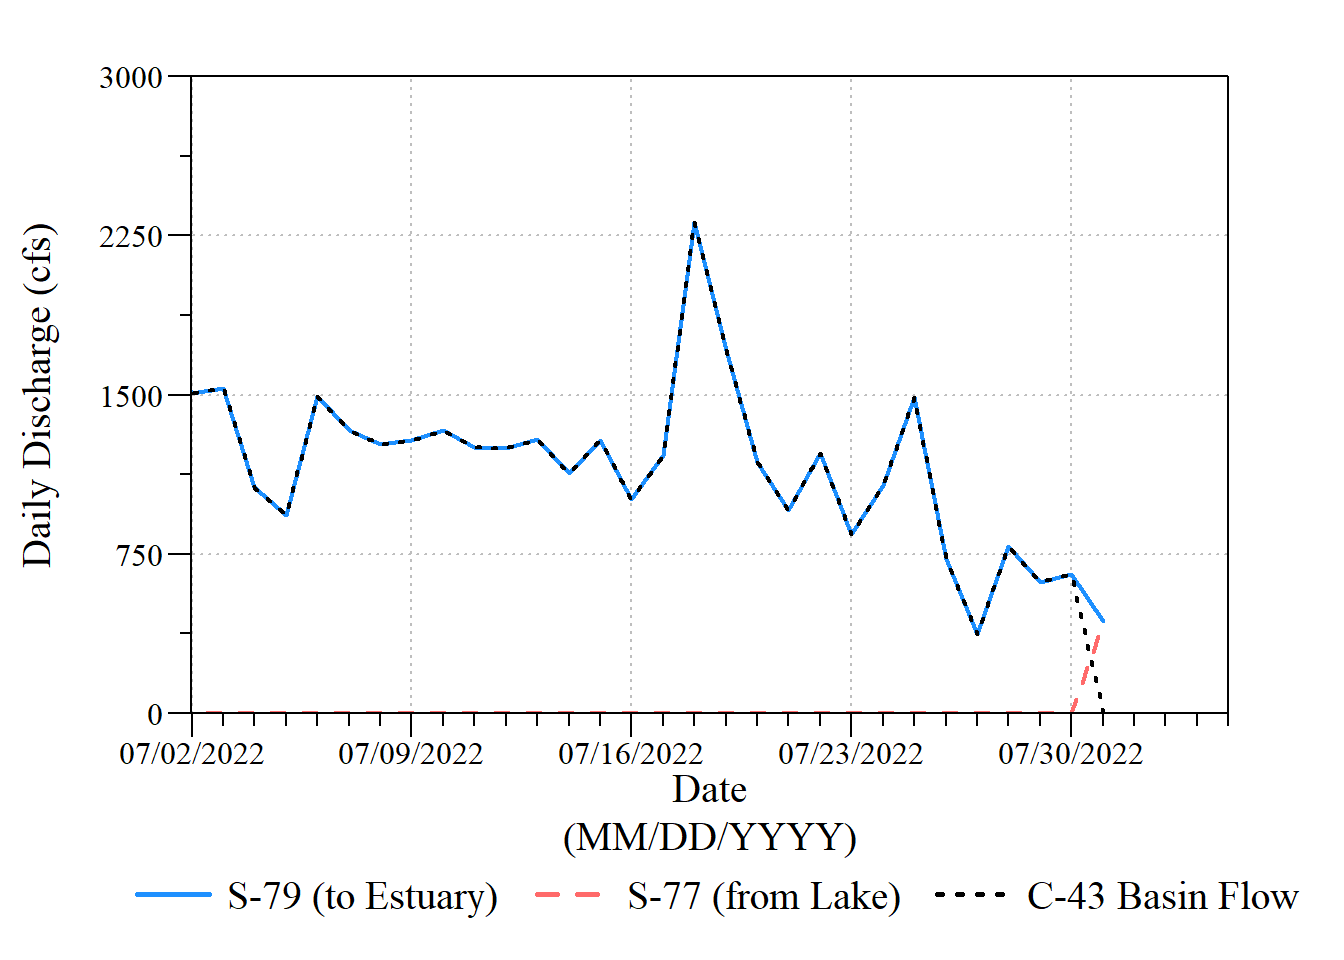 3000
2250
1500
750
0
Daily Discharge (cfs)
07/02/2022 07/09/2022 07/16/2022 07/23/2022 07/30/2022
Date
(MM/DD/YYYY)
S-79 (to Estuary) S-77 (from Lake) C-43 Basin Flow